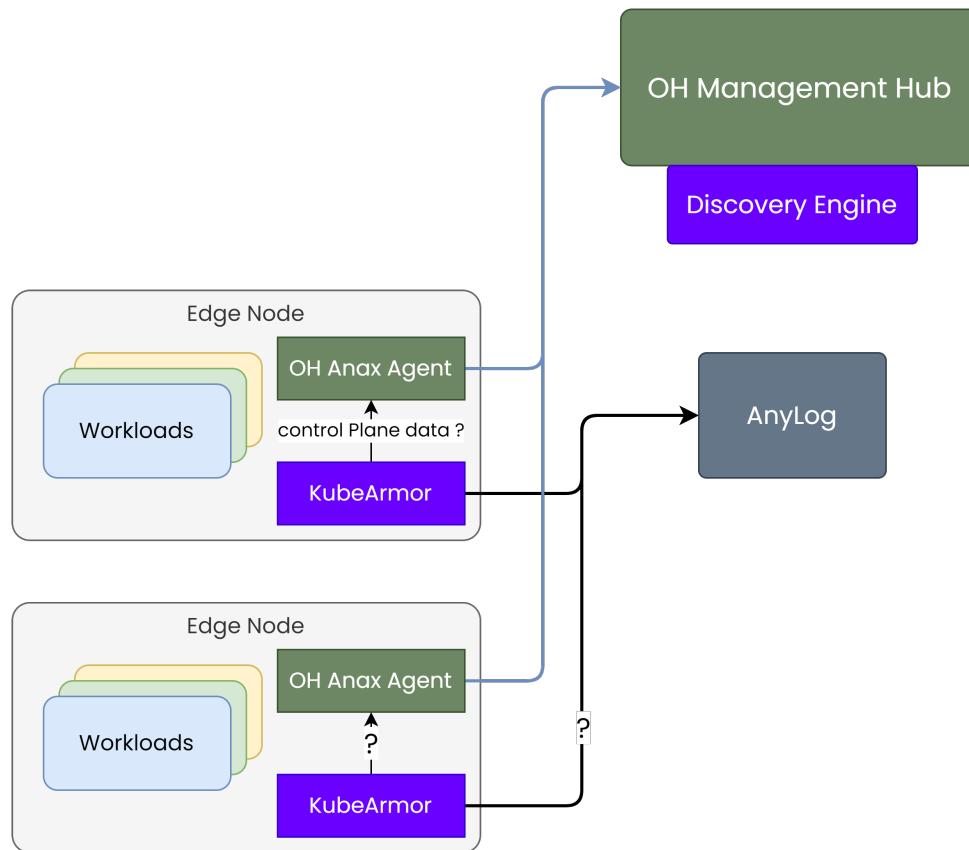 OH Management Hub
Discovery Engine
Edge Node
OH Anax Agent
Workloads
control Plane data ?
KubeArmor
AnyLog
Edge Node
OH Anax Agent
Workloads
?
KubeArmor
?